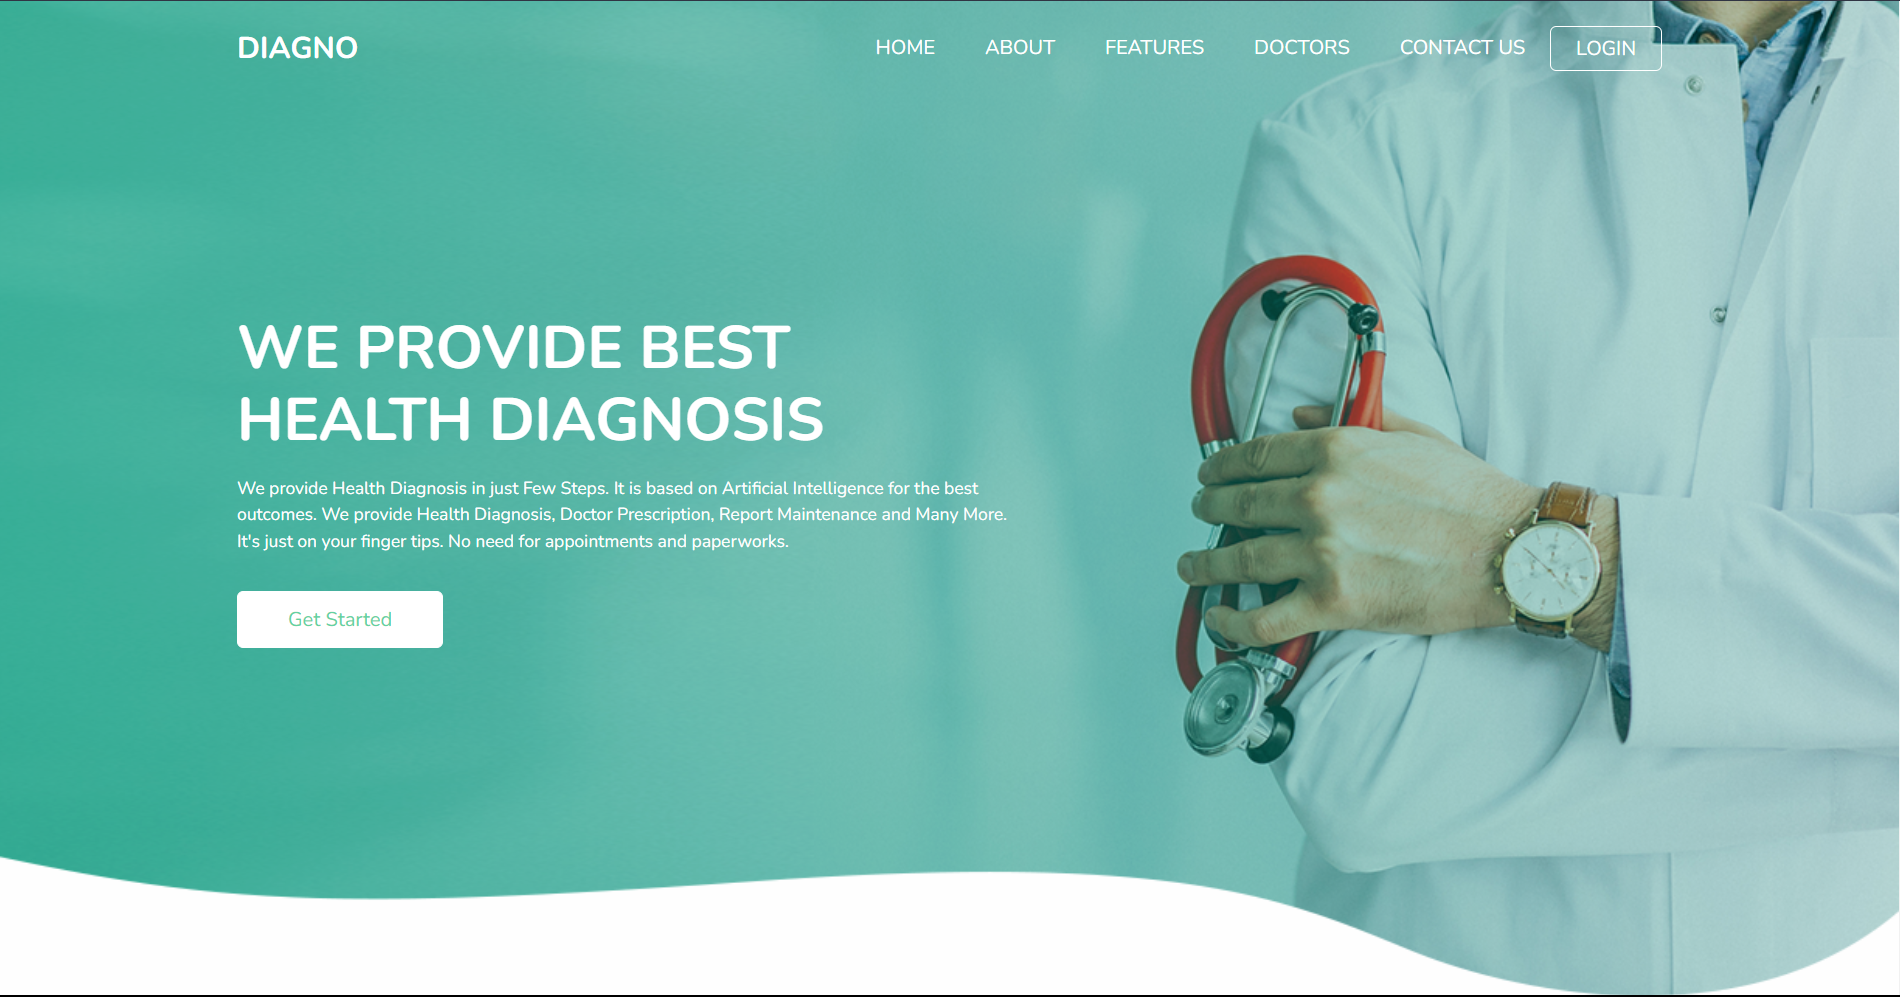 DIAGNO
HOME ABOUT FEATURES DOCTORS CONTACT US LOGIN
WE PROVIDE BEST
HEALTH DIAGNOSIS
We provide Health Diagnosis in just Few Steps. It is based on Artificial Intelligence for the best
outcomes. We provide Health Diagnosis, Doctor Prescription, Report Maintenance and Many More.
It's just on your finger tips. No need for appointments and paperworks.
Get Started